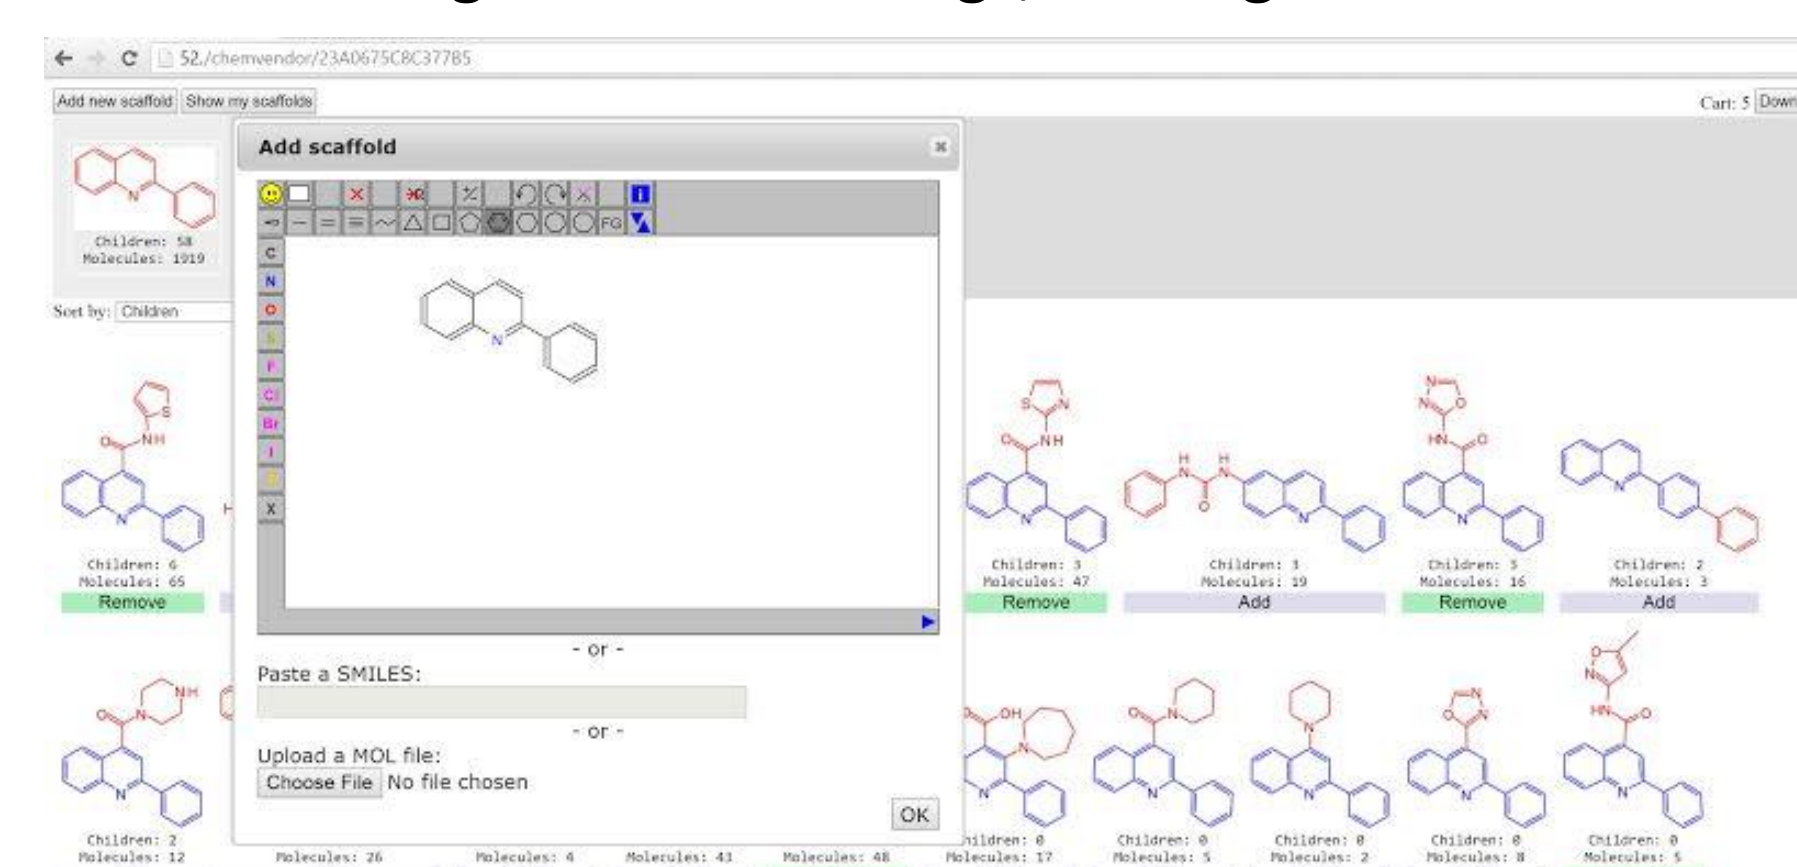 52./chemvendor/23A0675C8C377B5
Add new scaffold Show my scaffolds
Cart: 5
Add scaffold
Children: 58
Molecules: 1919
Sort by: Children
FG
C
N
O
S
F
Cl
Br
I
X
N
Children: 6
Molecules: 65
Remove
Children: 3
Molecules: 47
Remove
Children: 3
Molecules: 19
Add
Children: 3
Molecules: 16
Remove
Children: 2
Molecules: 3
Add
- or -
Paste a SMILES:
- or -
Upload a MOL file:
Choose File No file chosen
OK
Children: 2
Molecules: 12
Molecules: 26
Molecules: 4
Molecules: 43
Molecules: 48
Molecules: 17
Children: 0
Molecules: 5
Children: 0
Molecules: 2
Children: 0
Molecules: 8
Children: 0
Molecules: 5